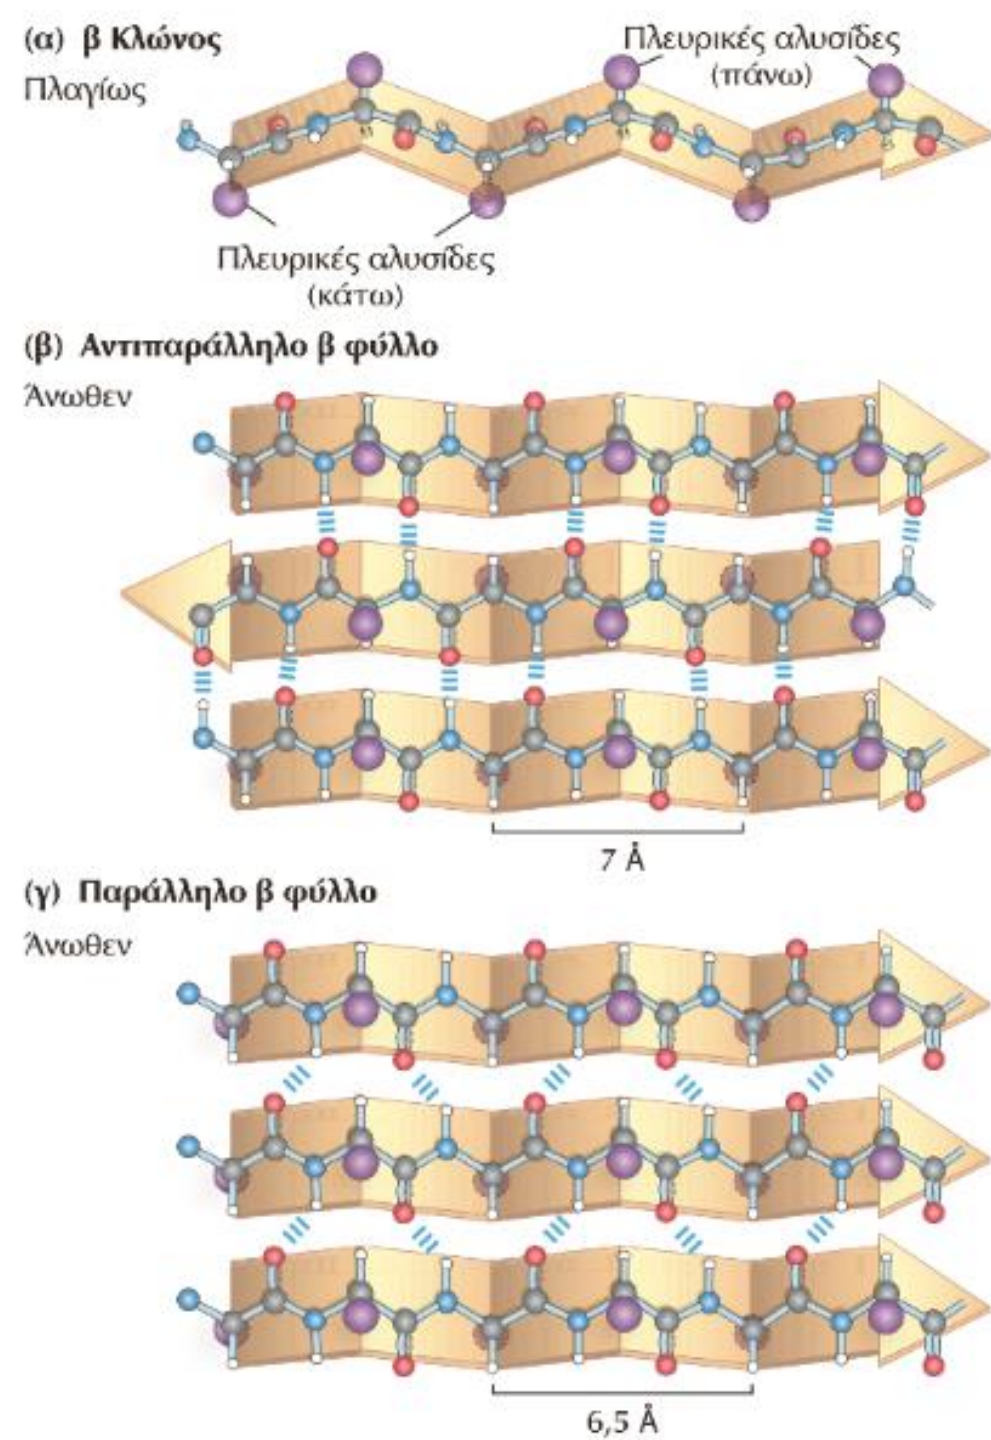 (α) β Κλώνος
Πλαγίως
Πλευρικές αλυσίδες
(πάνω)
Πλευρικές αλυσίδες
(κάτω)
(β) Αντιπαράλληλο β φύλλο
Άνωθεν
7 Å
(γ) Παράλληλο β φύλλο
Άνωθεν
6,5 Å